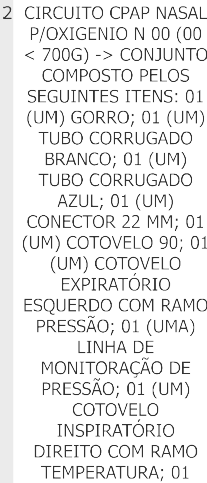 2 CIRCUITO CPAP NASAL
P/OXIGENIO N 00 (00
< 700G) -> CONJUNTO
COMPOSTO PELOS
SEGUINTES ITENS: 01
(UM) GORRO; 01 (UM)
TUBO CORRUGADO
BRANCO; 01 (UM)
TUBO CORRUGADO
AZUL; 01 (UM)
CONECTOR 22 MM; 01
(UM) COTOVELO 90; 01
(UM) COTOVELO
EXPIRATÓRIO
ESQUERDO COM RAMO
PRESSÃO; 01 (UMA)
LINHA DE
MONITORAÇÃO DE
PRESSÃO; 01 (UM)
COTOVELO
INSPIRATÓRIO
DIREITO COM RAMO
TEMPERATURA; 01